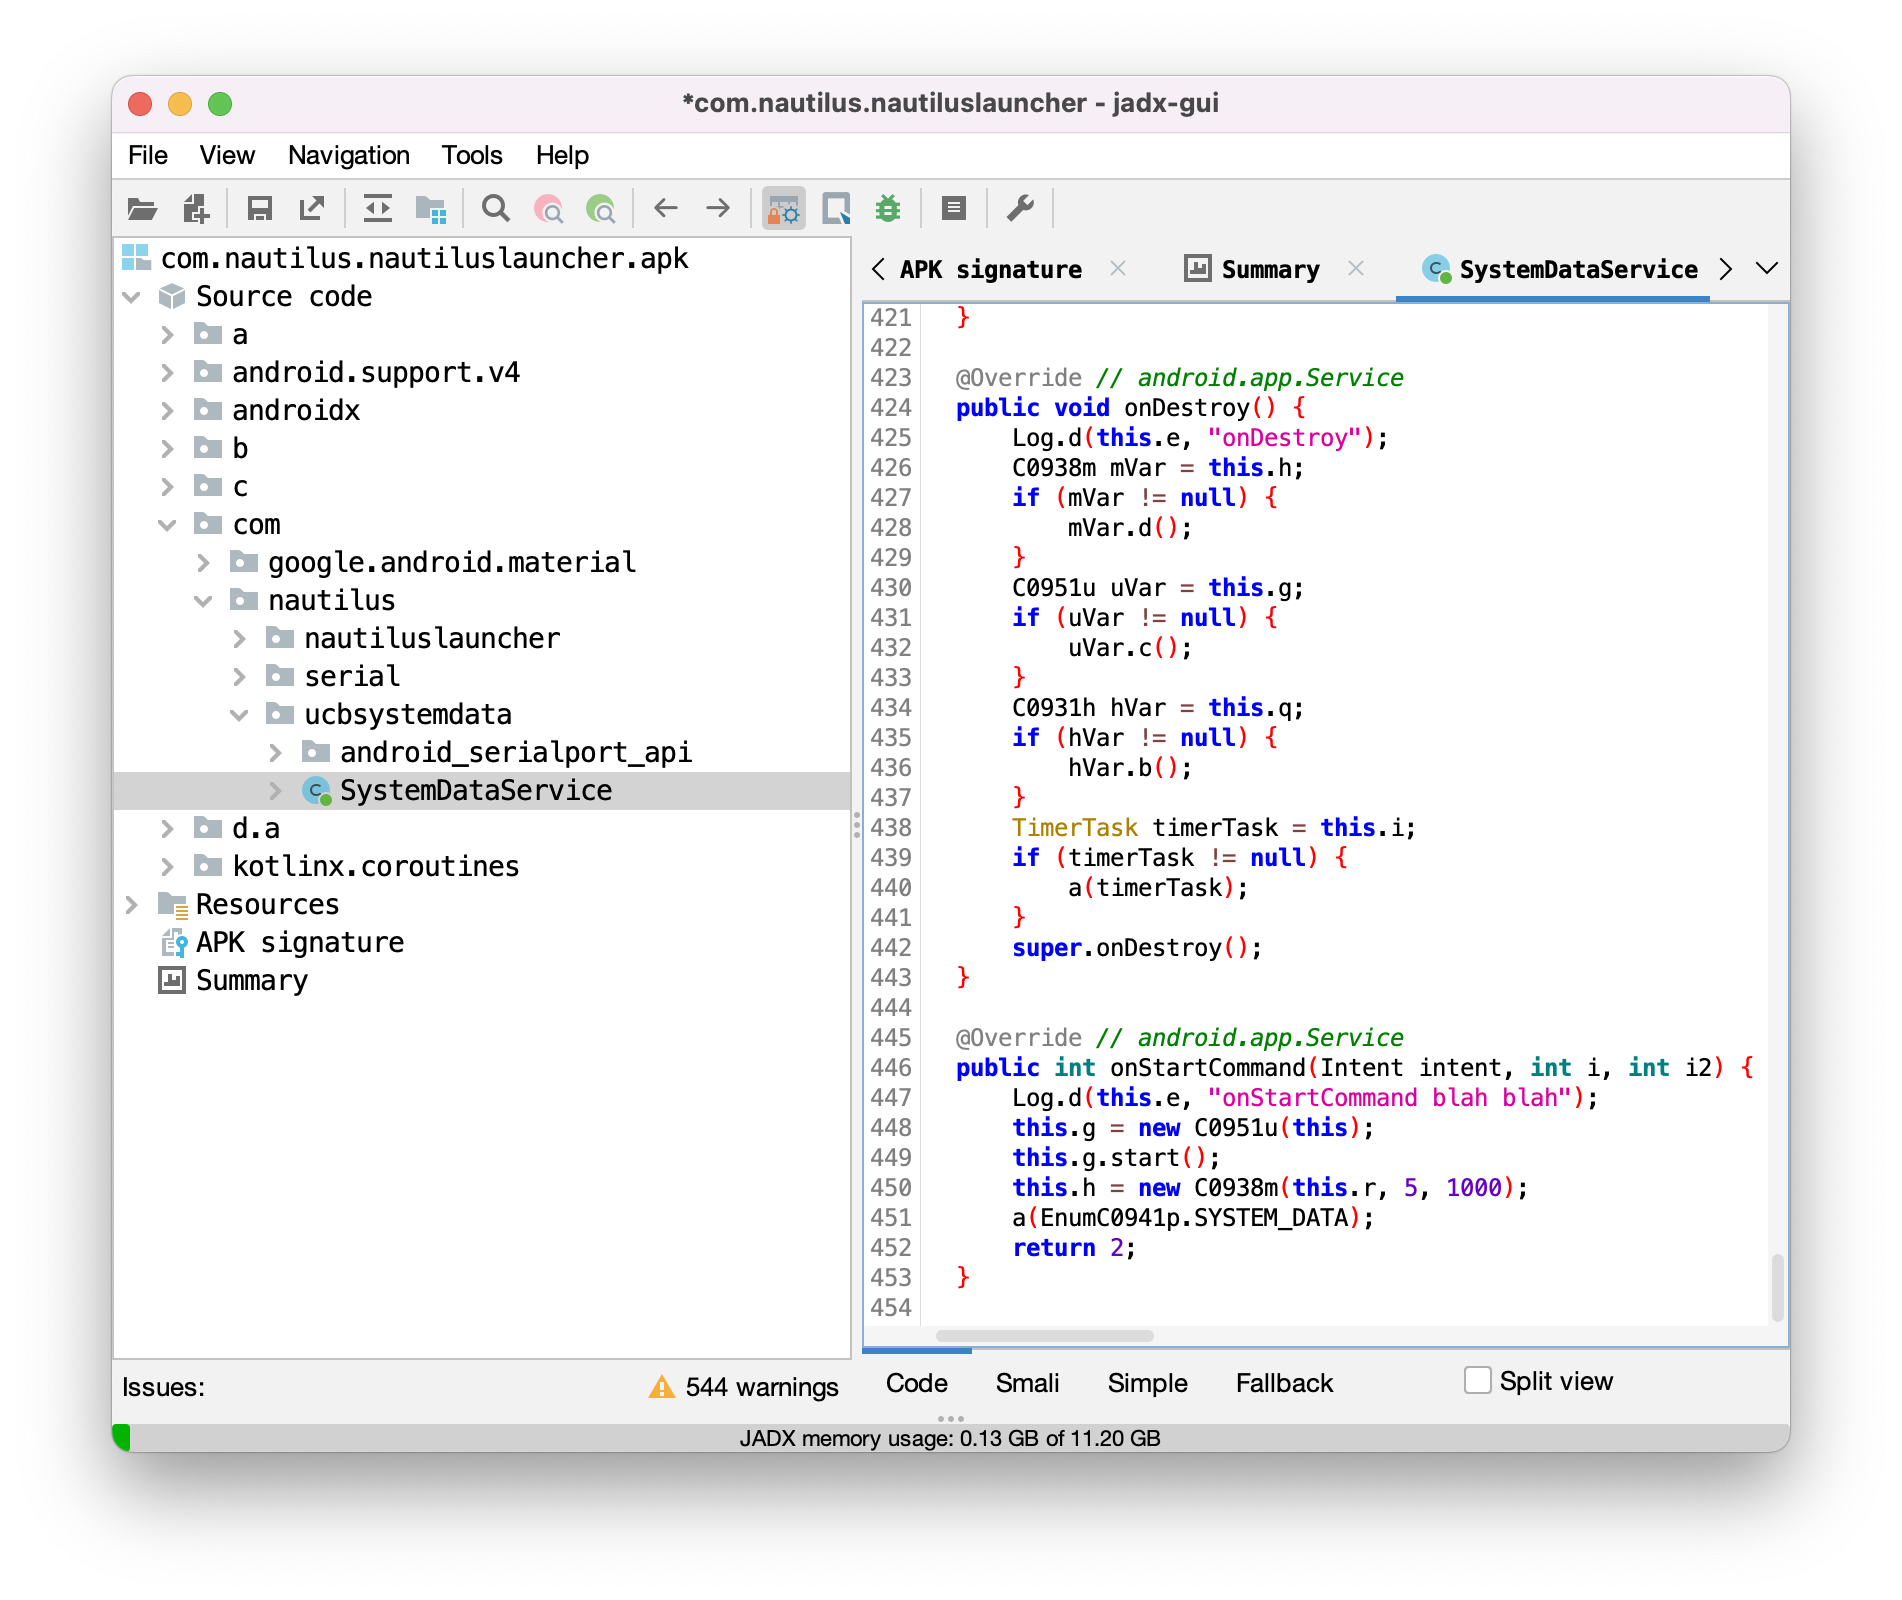 *com.nautilus.nautiluslauncher - jadx-gui
File View Navigation Tools Help
com.nautilus.nautiluslauncher.apk
Source code
a
android.support.v4
androidx
b
c
com
google.android.material
nautilus
nautiluslauncher
serial
ucbsystemdata
android_serialport_api
SystemDataService
d.a
kotlinx.coroutines
Resources
APK signature
Summary
Issues: 544 warnings
APK signature Summary SystemDataService
421 }
422
423 @Override // android.app.Service
424 public void onDestroy() {
425 Log.d(this.e, "onDestroy");
426 C0938m mVar = this.h;
427 if (mVar != null) {
428 mVar.d();
429 }
430 C0951u uVar = this.g;
431 if (uVar != null) {
432 uVar.c();
433 }
434 C0931h hVar = this.q;
435 if (hVar != null) {
436 hVar.b();
437 }
438 TimerTask timerTask = this.i;
439 if (timerTask != null) {
440 a(timerTask);
441 }
442 super.onDestroy();
443 }
444
445 @Override // android.app.Service
446 public int onStartCommand(Intent intent, int i, int i2) {
447 Log.d(this.e, "onStartCommand blah blah");
448 this.g = new C0951u(this);
449 this.g.start();
450 this.h = new C0938m(this.r, 5, 1000);
451 a(EnumC0941p.SYSTEM_DATA);
452 return 2;
453 }
454
Code Smali Simple Fallback Split view
JADX memory usage: 0.13 GB of 11.20 GB